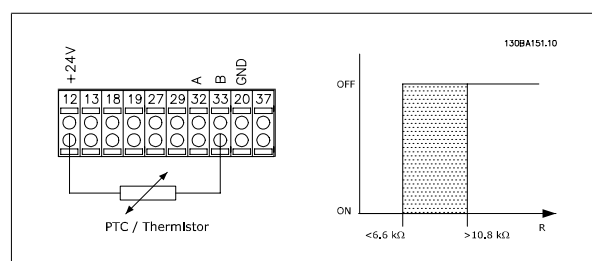 130BA151.10
+24V
A
B
GND
12 13 18 19 27 29 32 33 20 37
PTC / Thermistor
OFF
ON
<6.6 kΩ >10.8 kΩ R